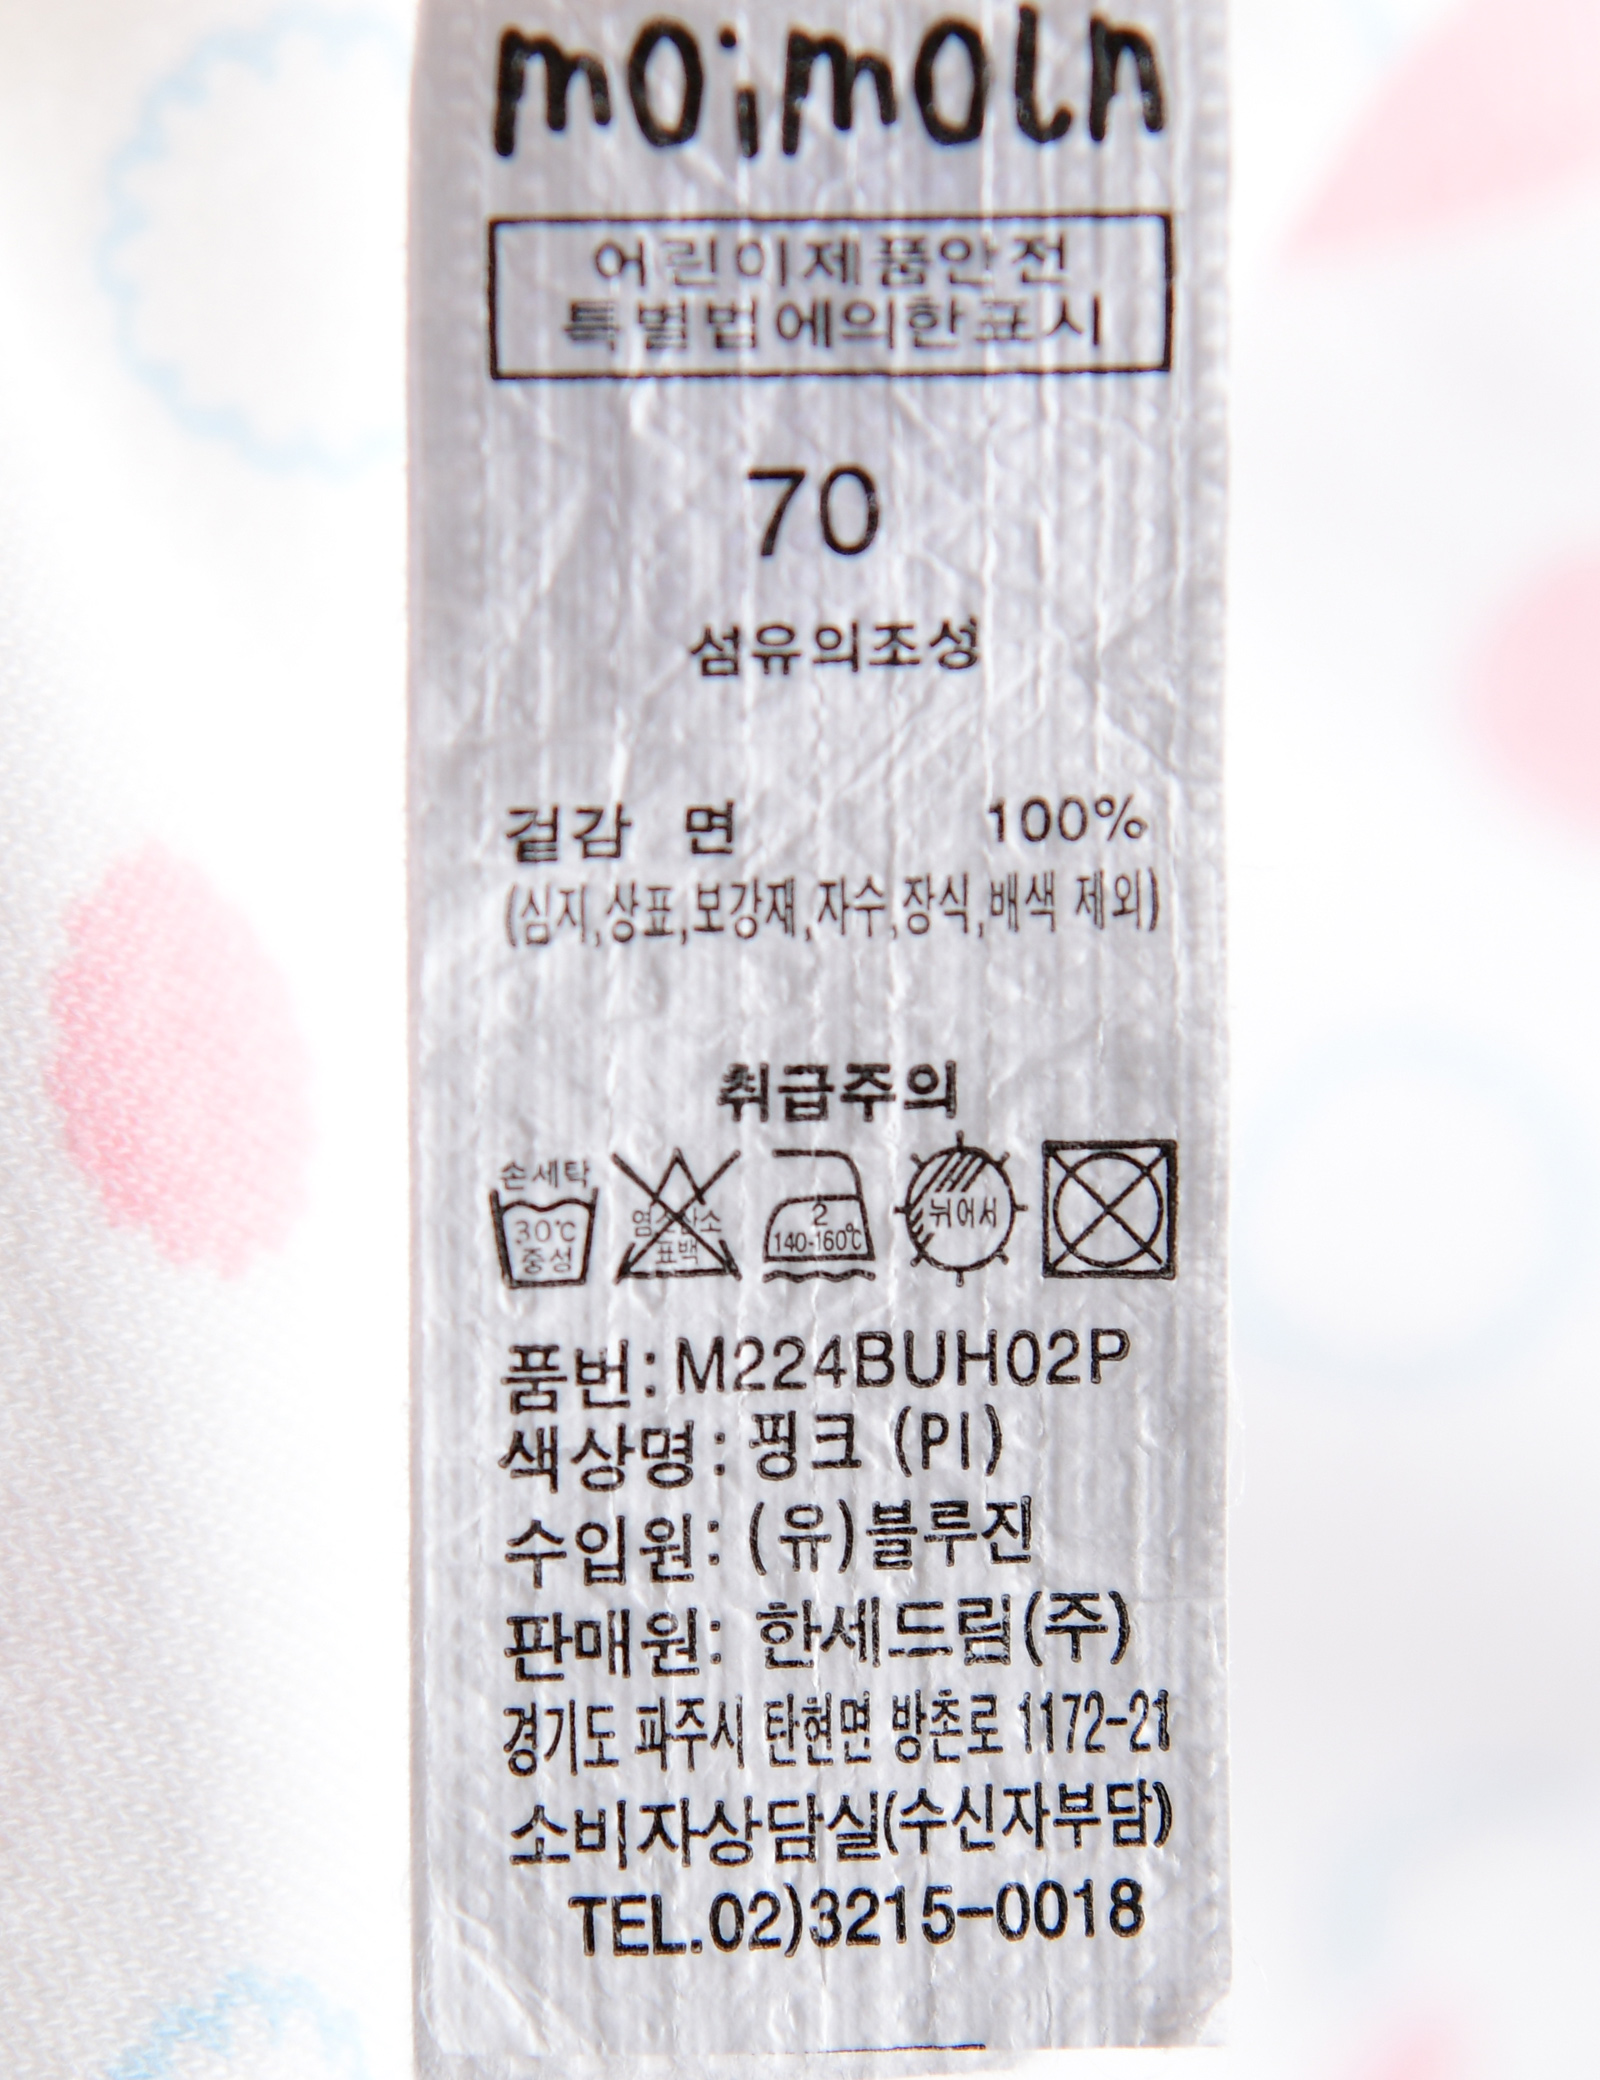 moimoln
어린이제품안전
특별법에의한표시
70
섬유의조성
겉감 면 100%
(심지,상표,보강재,자수,장식,배색 제외)
취급주의
손세탁
30℃
중성
염소산소
표백
2
140-160℃
뉘어서
품번: M224BUH02P
색상명: 핑크 (PI)
수입원: (유)블루진
판매원: 한세드림(주)
경기도 파주시 탄현면 방촌로 1172-21
소비자상담실(수신자부담)
TEL.02)3215-0018